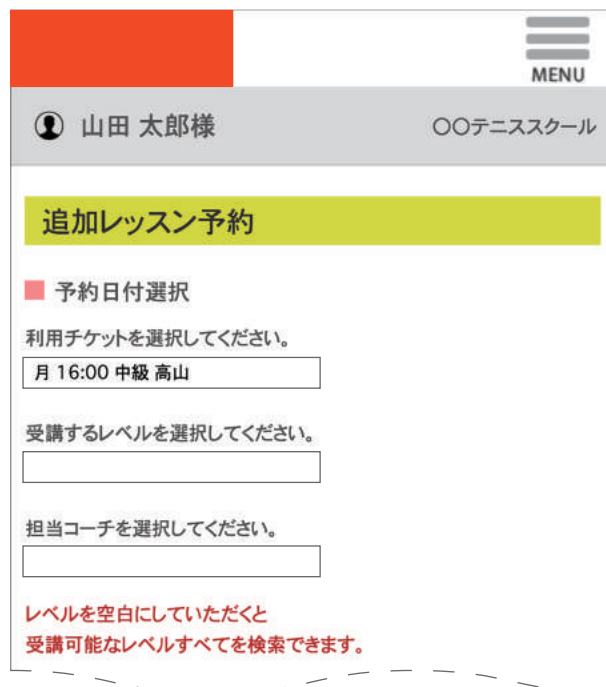 MENU
山田 太郎様 〇〇テニススクール
追加レッスン予約
予約日付選択
利用チケットを選択してください。
月 16:00 中級 高山
受講するレベルを選択してください。
担当コーチを選択してください。
レベルを空白にしていただくと
受講可能なレベルすべてを検索できます。